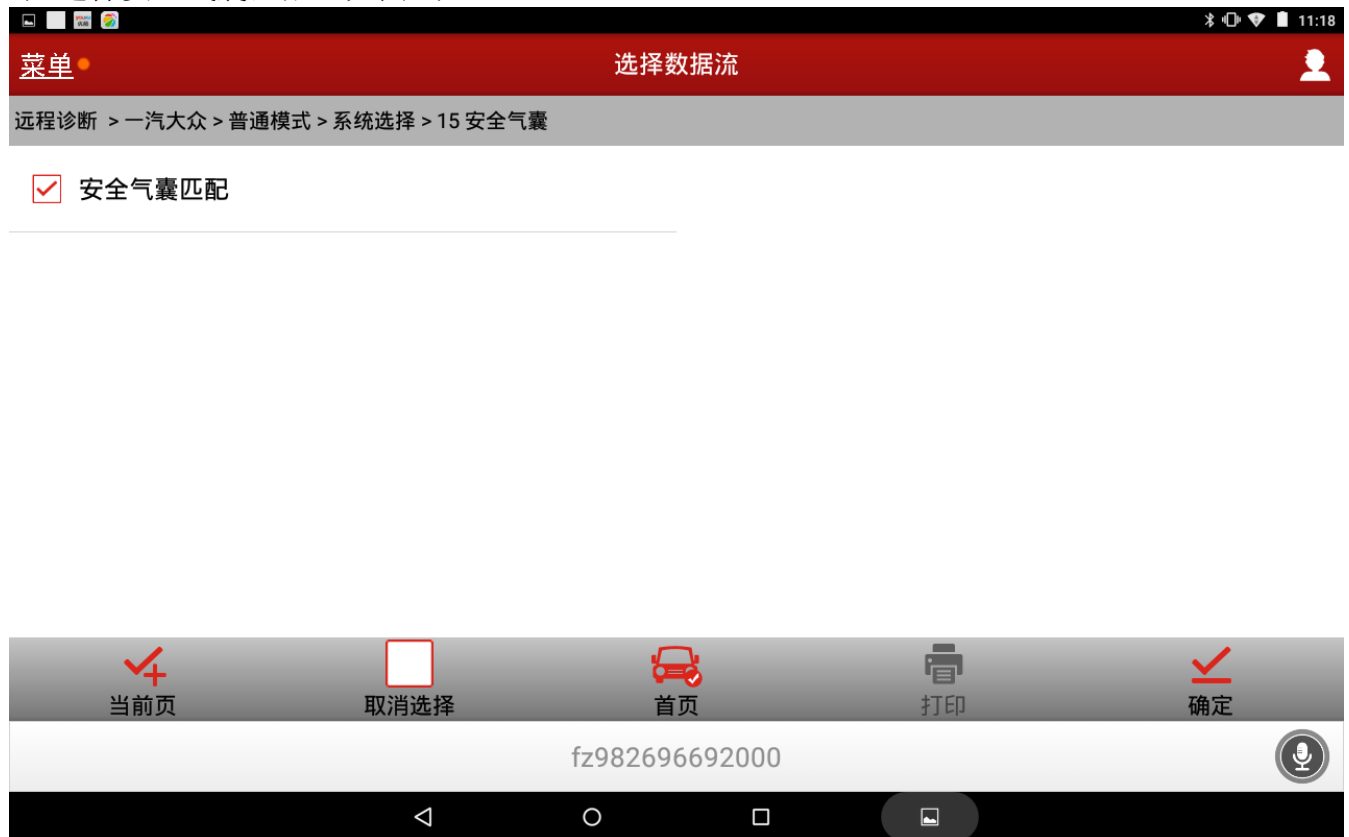 11:18
菜单
选择数据流
远程诊断 > 一汽大众 > 普通模式 > 系统选择 > 15 安全气囊
安全气囊匹配
当前页
取消选择
首页
打印
确定
fz982696692000